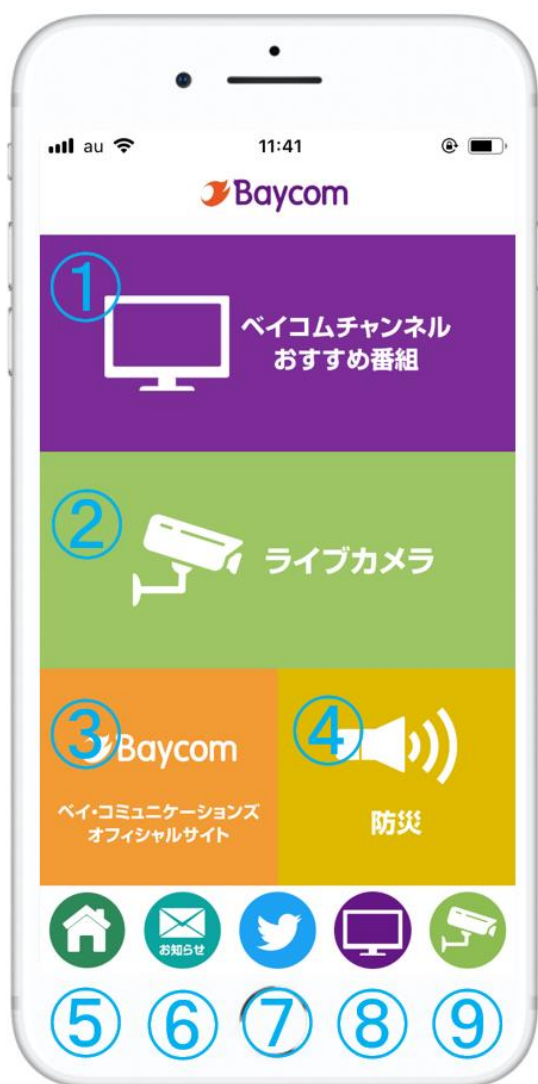 au
11:41
Baycom
①
ベイコムチャンネル
おすすめ番組
②
ライブカメラ
③
Baycom
ベイ・コミュニケーションズ
オフィシャルサイト
④
防災
お知らせ
⑤ ⑥ ⑦ ⑧ ⑨